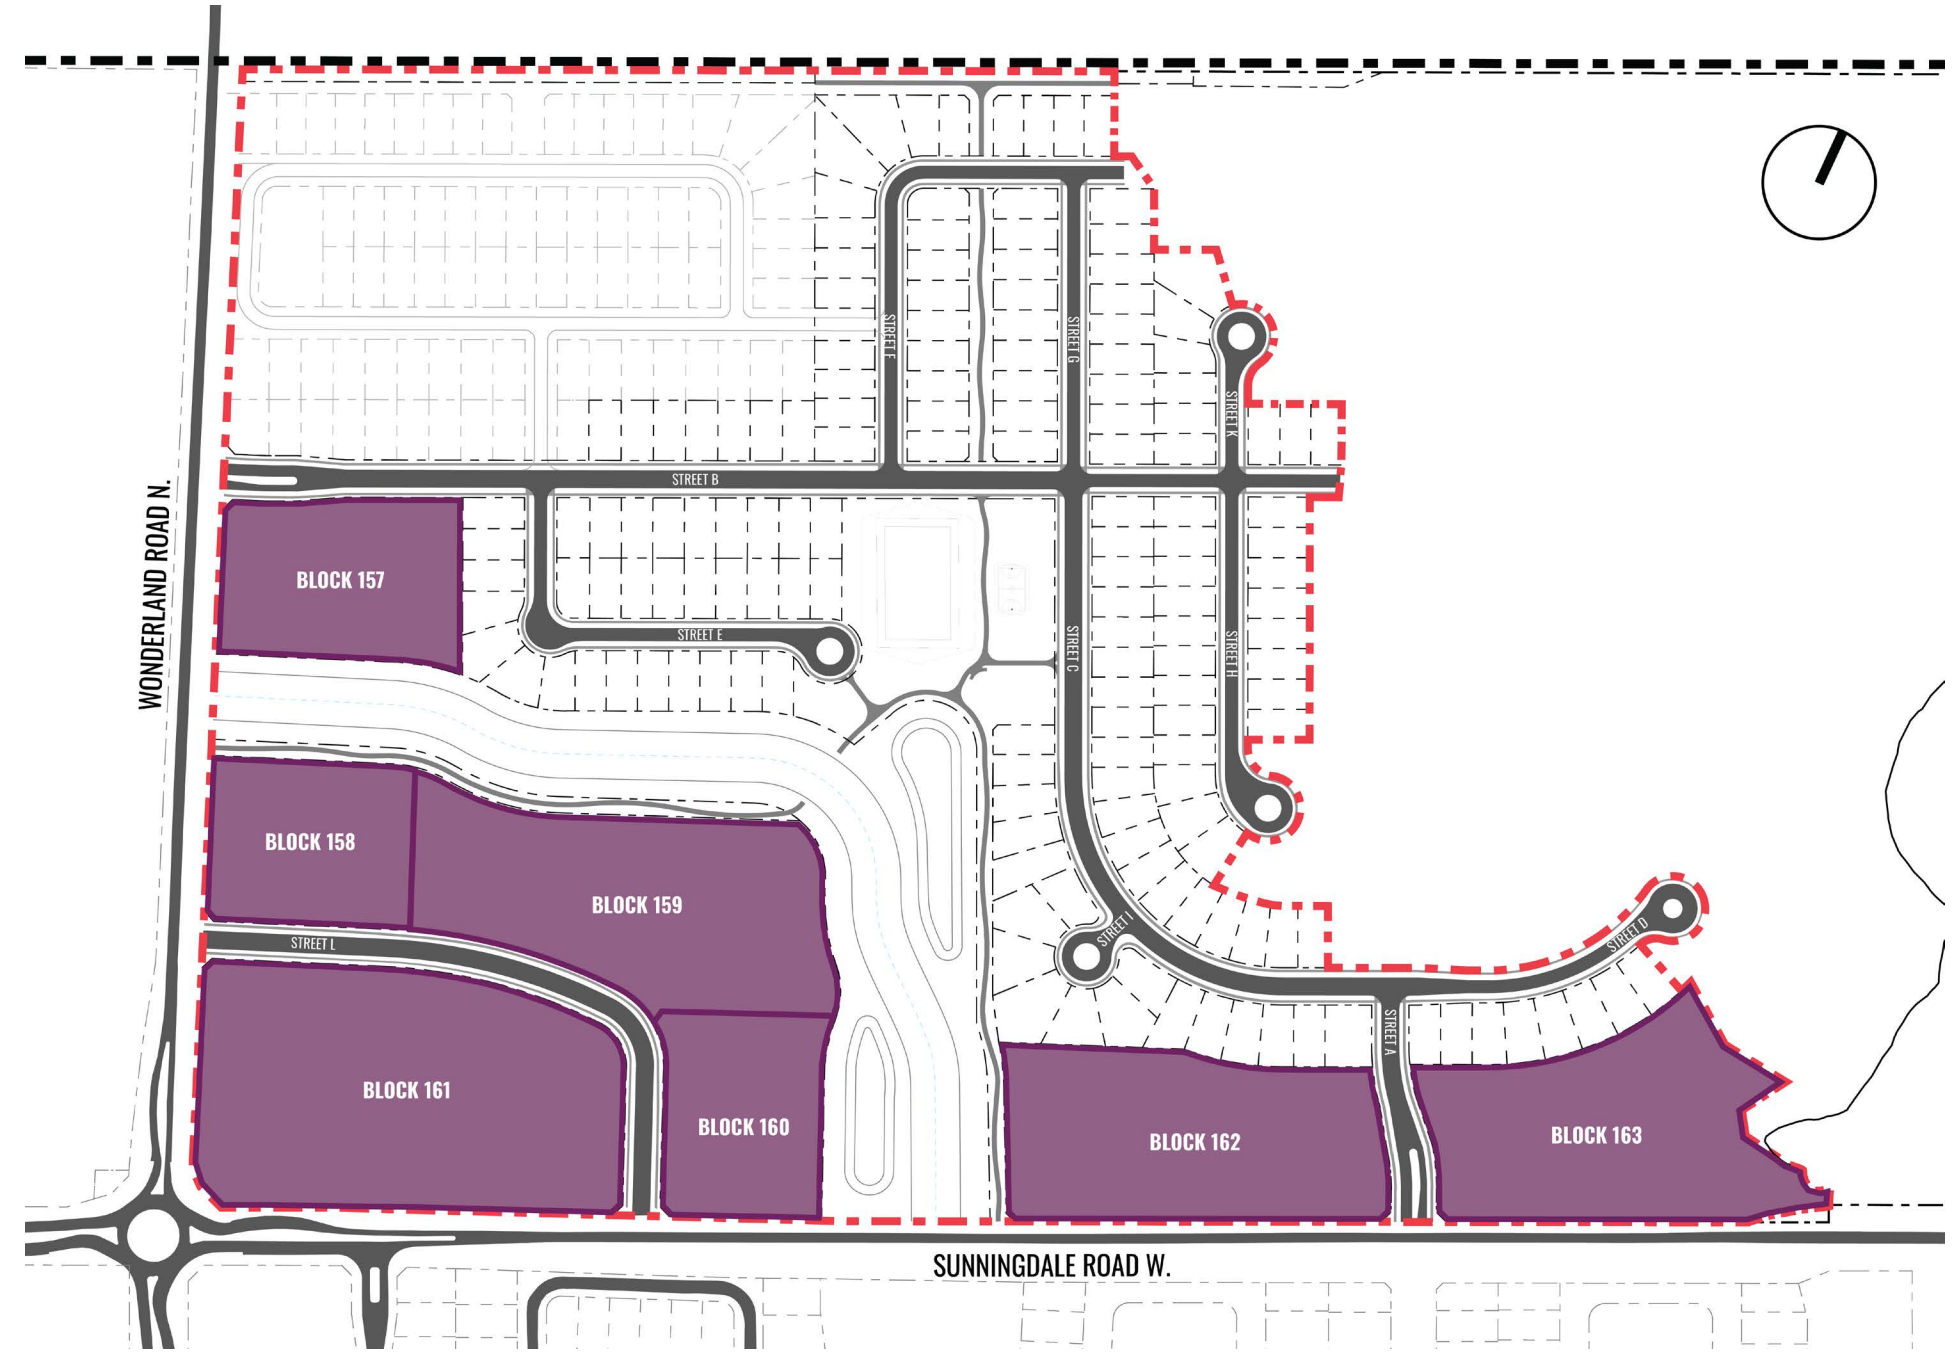 STREET F
STREET G
STREET K
STREET B
WONDERLAND ROAD N.
BLOCK 157
STREET E
STREET C
STREET H
BLOCK 158
BLOCK 159
STREET I
STREET D
STREET L
STREET A
BLOCK 161
BLOCK 160
BLOCK 162
BLOCK 163
SUNNINGDALE ROAD W.